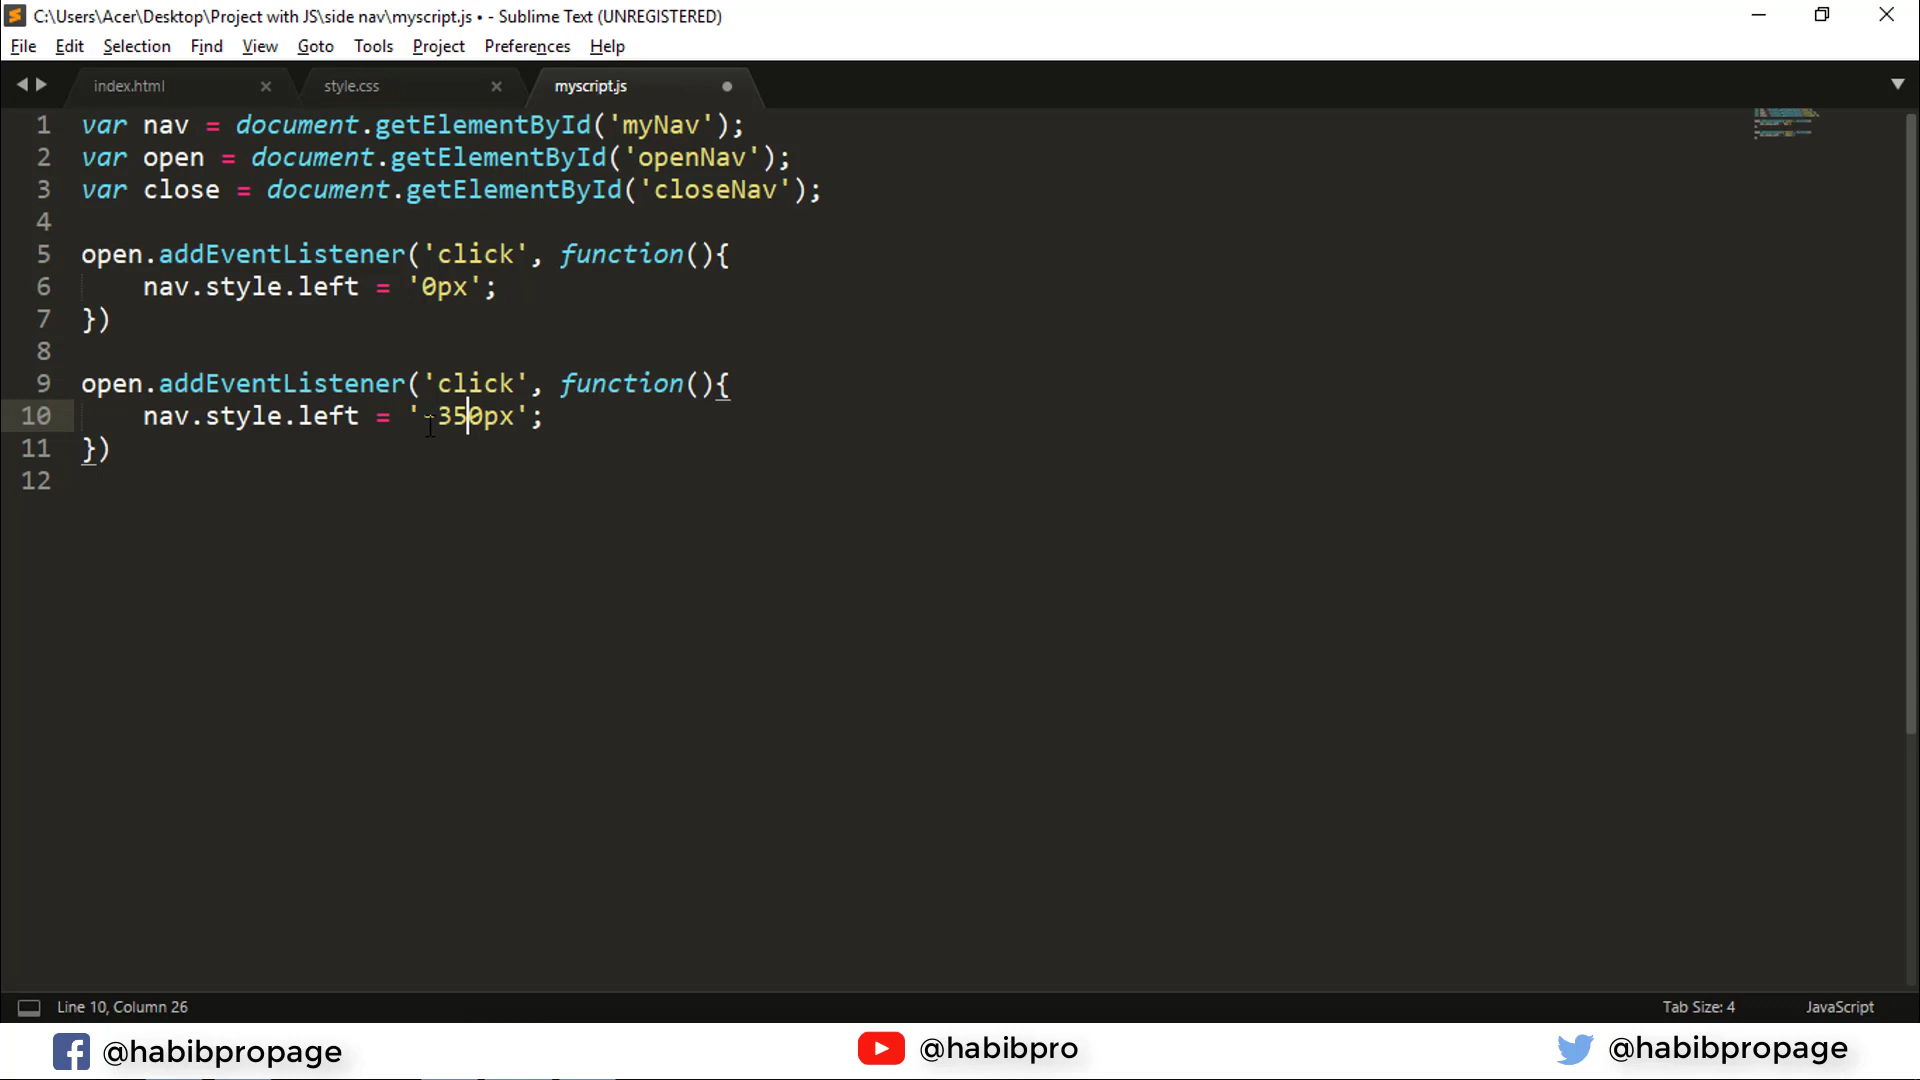 C:\Users\Acer\Desktop\Project with JS\side nav\myscript.js • - Sublime Text (UNREGISTERED)
File Edit Selection Find View Goto Tools Project Preferences Help
index.html style.css myscript.js
1 var nav = document.getElementById('myNav');
2 var open = document.getElementById('openNav');
3 var close = document.getElementById('closeNav');
4
5 open.addEventListener('click', function(){
6 nav.style.left = '0px';
7 })
8
9 open.addEventListener('click', function(){
10 nav.style.left = '-350px';
11 })
12
Line 10, Column 26 Tab Size: 4 JavaScript
@habibpropage @habibpro @habibpropage